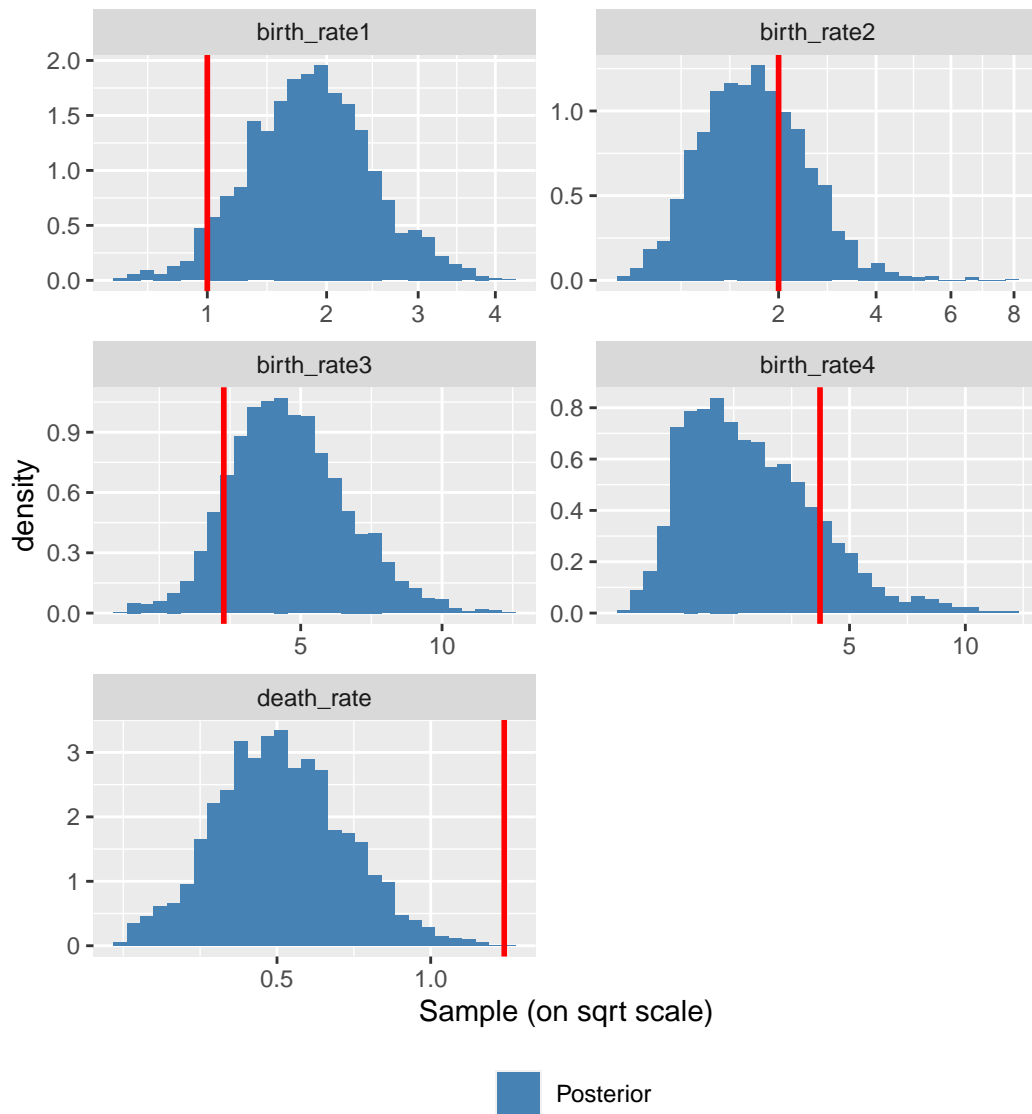 birth_rate1
birth_rate2
2.0
1.5
1.0
0.5
0.0
1 2 3 4
1.0
0.5
0.0
2 4 6 8
birth_rate3
birth_rate4
0.9
0.6
0.3
0.0
5 10
0.8
0.6
0.4
0.2
0.0
5 10
density
death_rate
3
2
1
0
0.5 1.0
Sample (on sqrt scale)
Posterior